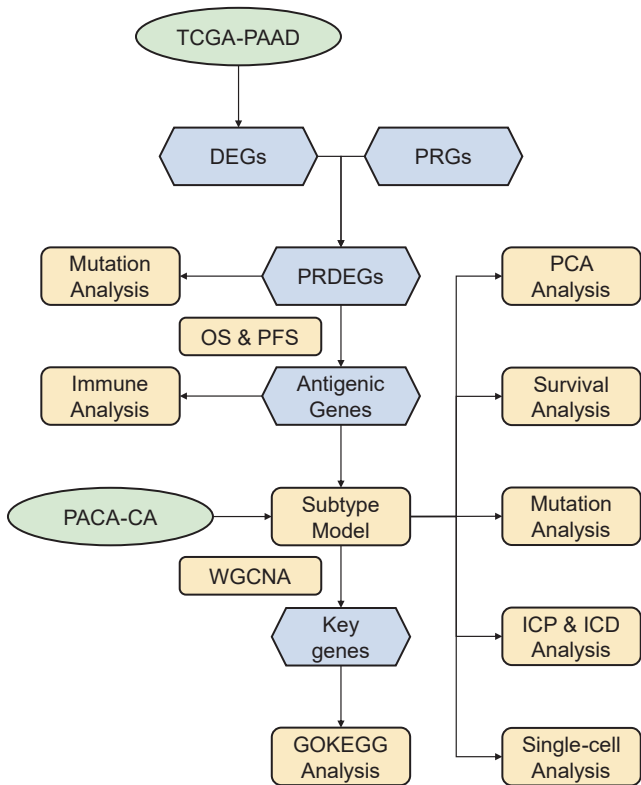 TCGA-PAAD
DEGs
PRGs
Mutation
Analysis
PRDEGs
PCA
Analysis
OS & PFS
Immune
Analysis
Antigenic
Genes
Survival
Analysis
PACA-CA
Subtype
Model
Mutation
Analysis
WGCNA
Key
genes
ICP & ICD
Analysis
GOKEGG
Analysis
Single-cell
Analysis